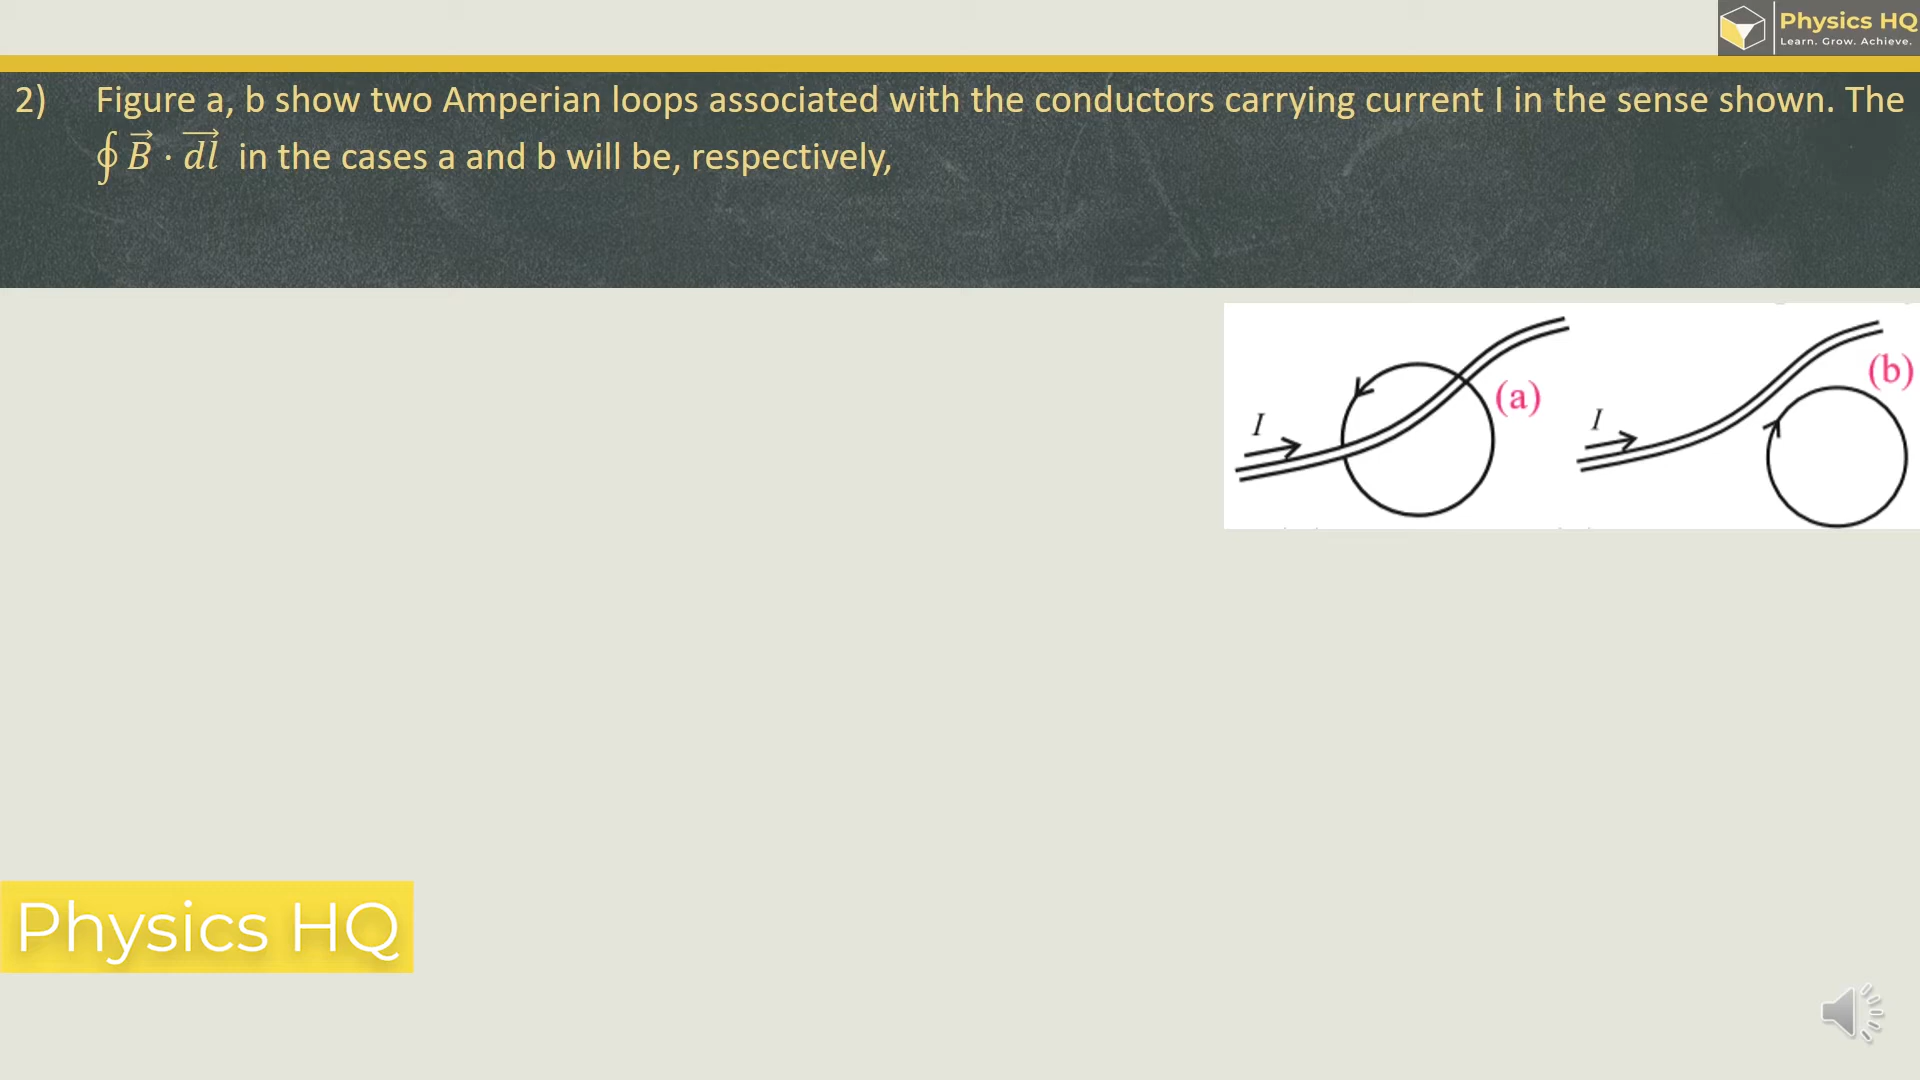 Physics HQ
Learn. Grow. Achieve.
2) Figure a, b show two Amperian loops associated with the conductors carrying current I in the sense shown. The
∮ B⃗ · d⃗l in the cases a and b will be, respectively,
I
(a)
I
(b)
Physics HQ